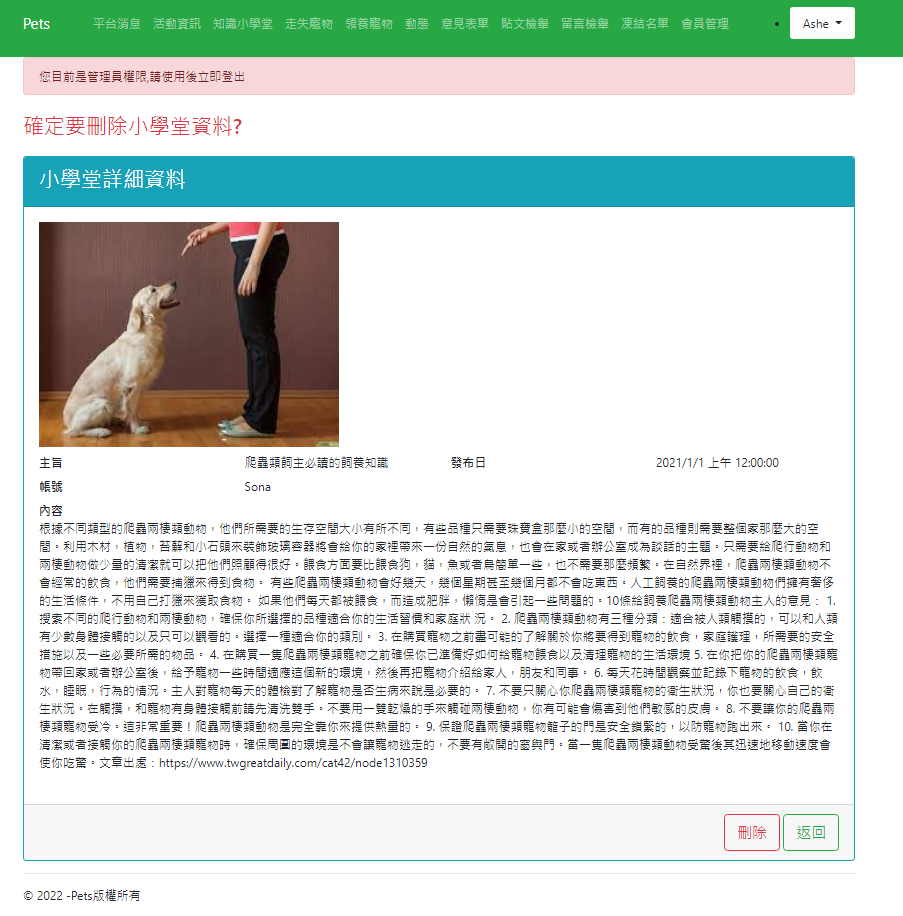 Pets 平台消息 活動資訊 知識小學堂 走失寵物 領養寵物 動態 意見表單 貼文檢舉 留言檢舉 凍結名單 會員管理 Ashe
您目前是管理員權限,請使用後立即登出
確定要刪除小學堂資料?
小學堂詳細資料
主旨 爬蟲類飼主必讀的飼養知識 發布日 2021/1/1 上午 12:00:00
帳號 Sona
內容
根據不同類型的爬蟲兩棲類動物，他們所需要的生存空間大小有所不同，有些品種只需要珠寶盒那麼小的空間，而有的品種則需要整個家那麼大的空
間。利用木材，植物，苔蘚和小石頭來裝飾玻璃容器將會給你的家裡帶來一份自然的氣息，也會在家或者辦公室成為談話的主題。只需要給爬行動物和
兩棲動物做少量的清潔就可以把他們照顧得很好。餵食方面要比餵食狗，貓，魚或者鳥簡單一些，也不需要那麼頻繁。在自然界裡，爬蟲兩棲類動物不
會經常的飲食，他們需要捕獵來得到食物。 有些爬蟲兩棲類動物會好幾天，幾個星期甚至幾個月都不會吃東西。人工飼養的爬蟲兩棲類動物們擁有奢侈
的生活條件，不用自己打獵來獲取食物。 如果他們每天都被餵食，而造成肥胖，懶惰是會引起一些問題的。10條給飼養爬蟲兩棲類動物主人的意見： 1.
搜索不同的爬行動物和兩棲動物，確保你所選擇的品種適合你的生活習慣和家庭狀 況。 2. 爬蟲兩棲類動物有三種分類：適合被人類觸摸的，可以和人類
有少數身體接觸的以及只可以觀看的。選擇一種適合你的類別。 3. 在購買寵物之前盡可能的了解關於你將要得到寵物的飲食，家庭護理，所需要的安全
措施以及一些必要所需的物品。 4. 在購買一隻爬蟲兩棲類寵物之前確保你已準備好如何給寵物餵食以及清理寵物的生活環境 5. 在你把你的爬蟲兩棲類寵
物帶回家或者辦公室後，給予寵物一些時間適應這個新的環境，然後再把寵物介紹給家人，朋友和同事。 6. 每天花時間觀察並記錄下寵物的飲食，飲
水，睡眠，行為的情況。主人對寵物每天的體檢對了解寵物是否生病來說是必要的。 7. 不要只關心你爬蟲兩棲類寵物的衛生狀況，你也要關心自己的衛
生狀況。在觸摸，和寵物有身體接觸前請先清洗雙手。不要用一雙乾燥的手來觸碰兩棲動物，你有可能會傷害到他們敏感的皮膚。 8. 不要讓你的爬蟲兩
棲類寵物受冷。這非常重要！爬蟲兩棲類動物是完全靠你來提供熱量的。 9. 保證爬蟲兩棲類寵物籠子的門是安全鎖緊的，以防寵物跑出來。 10. 當你在
清潔或者接觸你的爬蟲兩棲類寵物時，確保周圍的環境是不會讓寵物逃走的，不要有敞開的窗與門。當一隻爬蟲兩棲類動物受驚後其迅速地移動速度會
使你吃驚。文章出處：https://www.twgreatdaily.com/cat42/node1310359
刪除 返回
© 2022 -Pets版權所有